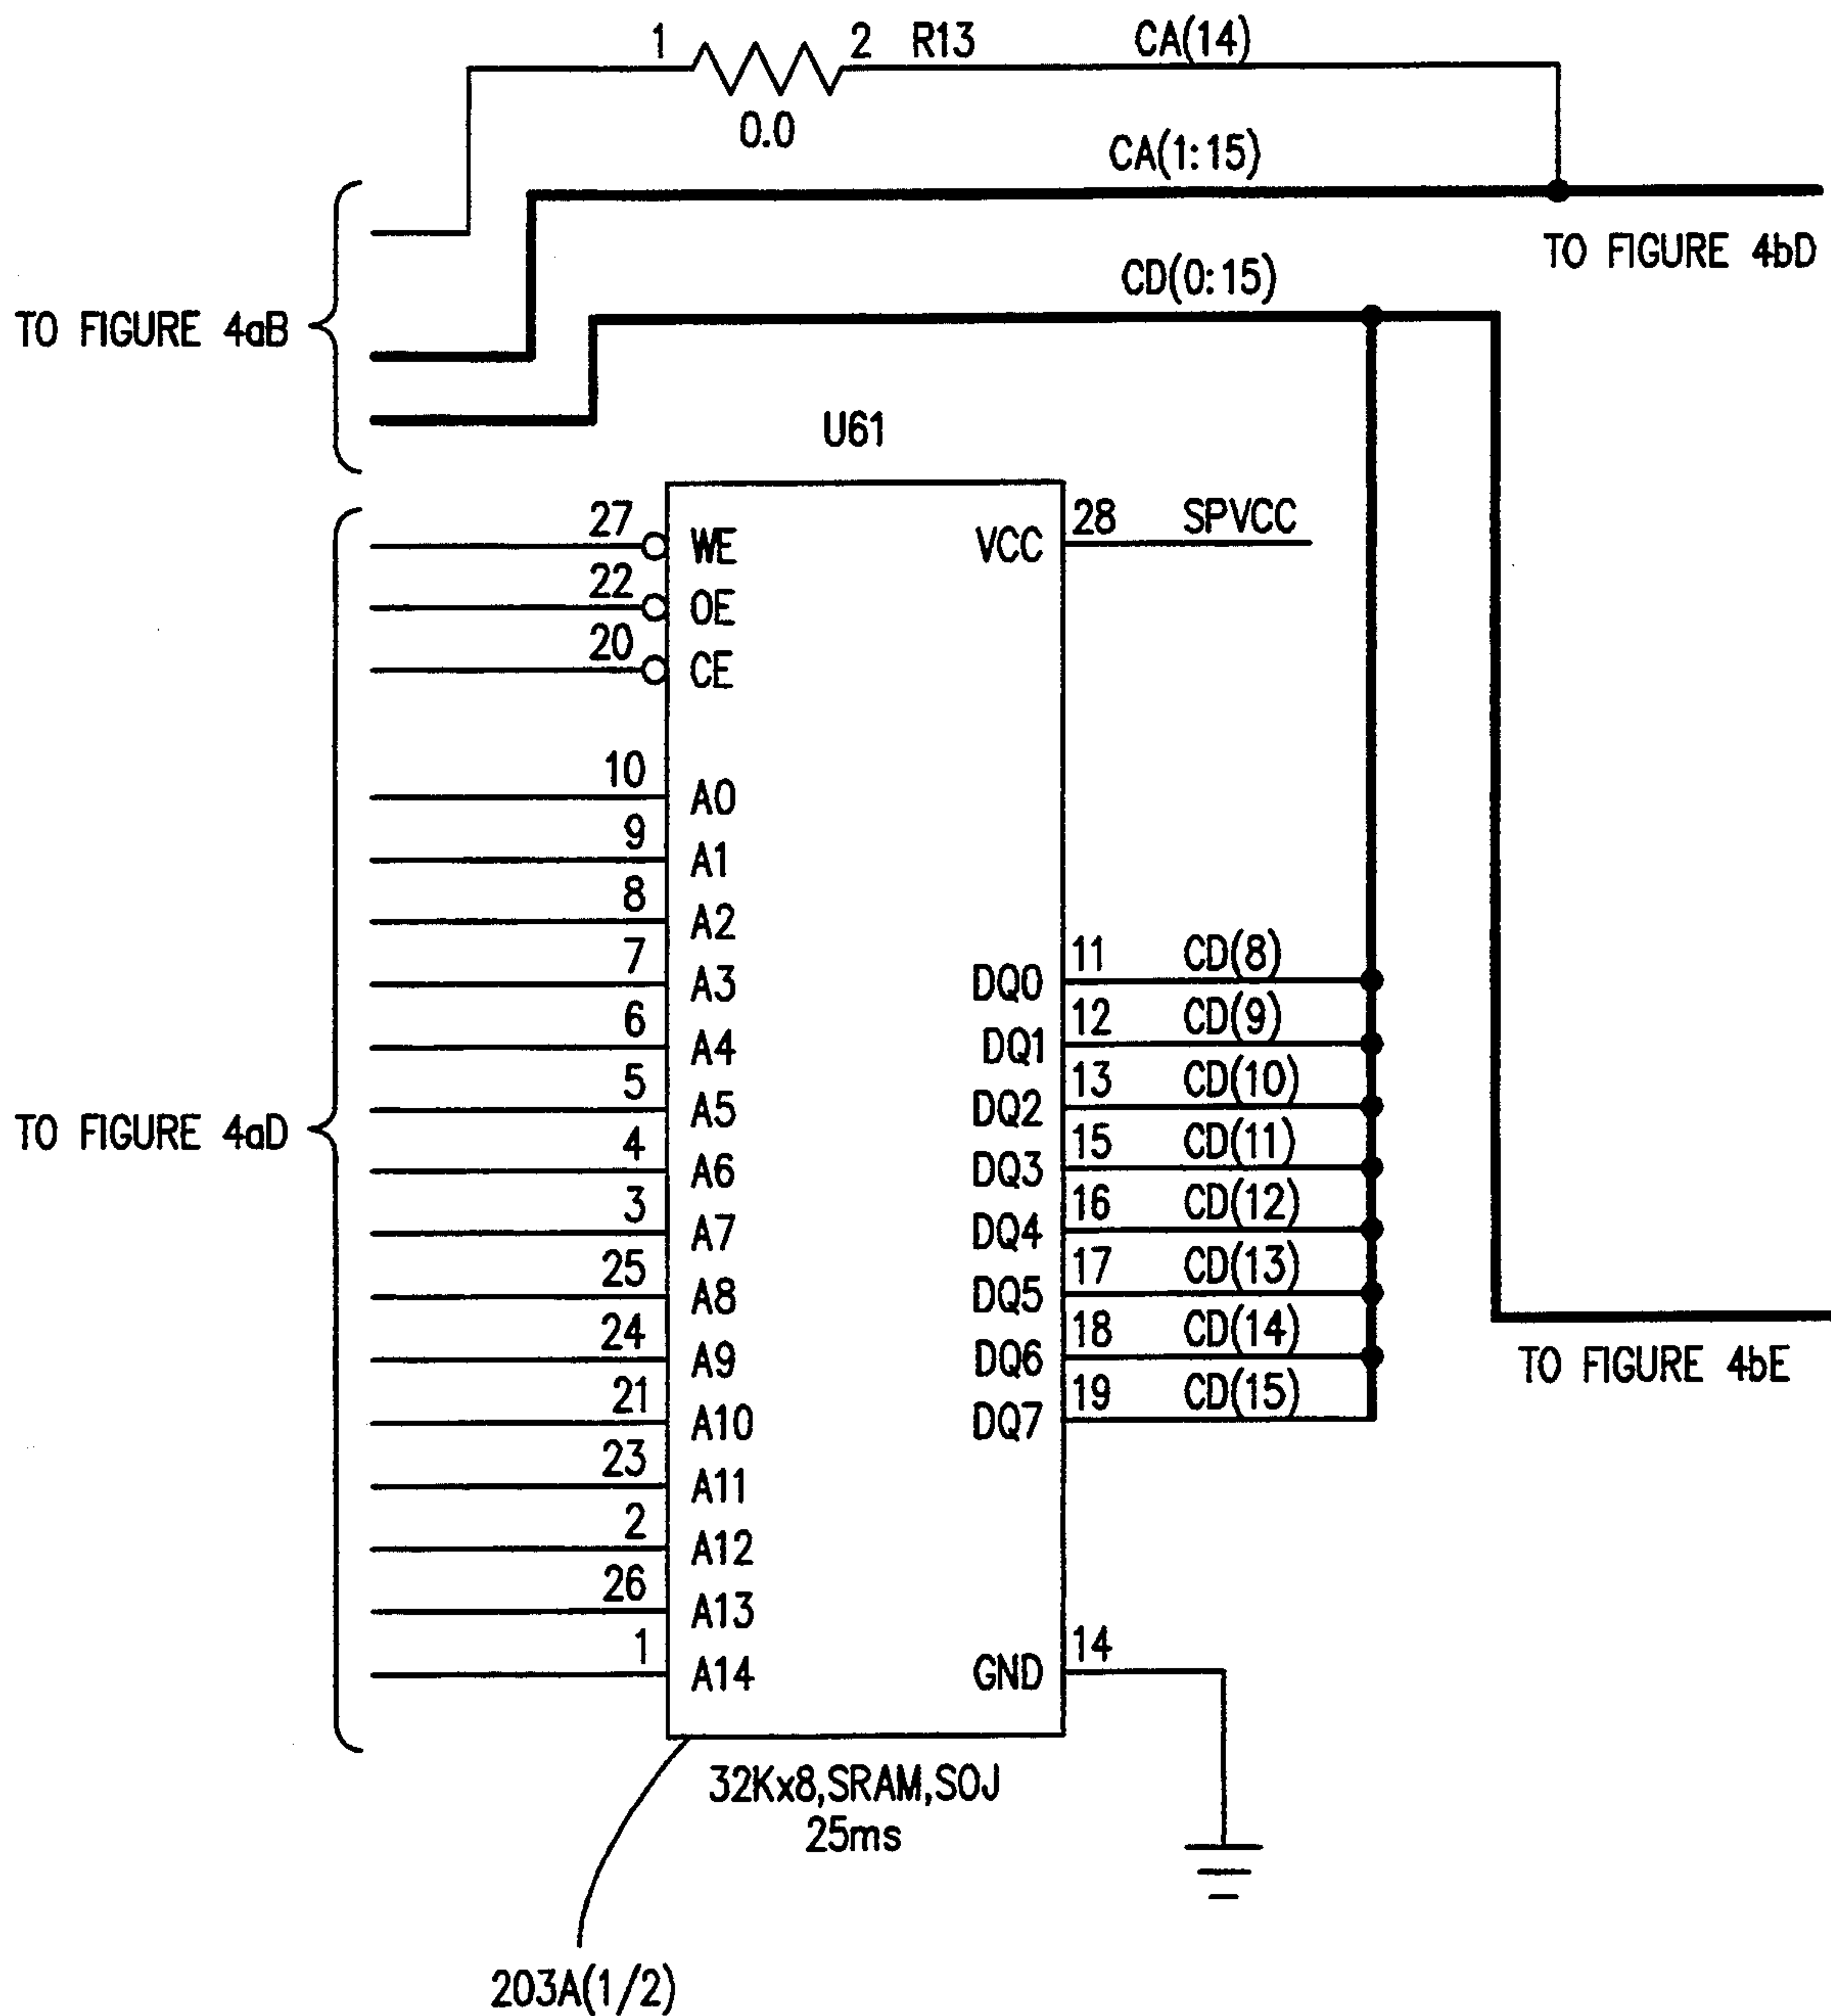 1 2 R13 CA(14)
0.0
CA(1:15)
TO FIGURE 4bD
CD(0:15)
TO FIGURE 4aB
U61
27 WE VCC 28 SPVCC
22 OE
20 CE
10 A0
9 A1
8 A2
7 A3 DQ0 11 CD(8)
6 A4 DQ1 12 CD(9)
5 A5 DQ2 13 CD(10)
TO FIGURE 4aD
4 A6 DQ3 15 CD(11)
3 A7 DQ4 16 CD(12)
25 A8 DQ5 17 CD(13)
24 A9 DQ6 18 CD(14)
TO FIGURE 4bE
21 A10 DQ7 19 CD(15)
23 A11
2 A12
26 A13
1 A14 GND 14
32Kx8,SRAM,SOJ
25ms
203A(1/2)